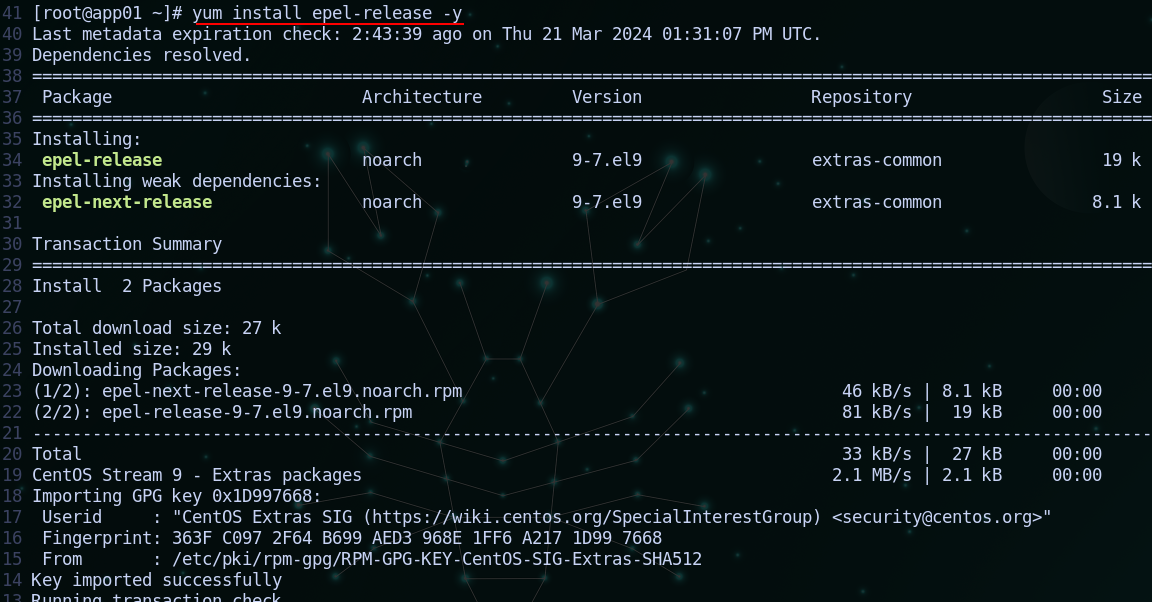 41 [root@app01 ~]# yum install epel-release -y
40 Last metadata expiration check: 2:43:39 ago on Thu 21 Mar 2024 01:31:07 PM UTC.
39 Dependencies resolved.
38 ================================================================================================================
37  Package                         Architecture         Version                 Repository                   Size
36 ================================================================================================================
35 Installing:
34  epel-release                    noarch               9-7.el9                 extras-common                19 k
33 Installing weak dependencies:
32  epel-next-release               noarch               9-7.el9                 extras-common               8.1 k
31
30 Transaction Summary
29 ================================================================================================================
28 Install  2 Packages
27
26 Total download size: 27 k
25 Installed size: 29 k
24 Downloading Packages:
23 (1/2): epel-next-release-9-7.el9.noarch.rpm                                      46 kB/s | 8.1 kB     00:00
22 (2/2): epel-release-9-7.el9.noarch.rpm                                           81 kB/s |  19 kB     00:00
21 ----------------------------------------------------------------------------------------------------------------
20 Total                                                                            33 kB/s |  27 kB     00:00
19 CentOS Stream 9 - Extras packages                                               2.1 MB/s | 2.1 kB     00:00
18 Importing GPG key 0x1D997668:
17  Userid     : "CentOS Extras SIG (https://wiki.centos.org/SpecialInterestGroup) <security@centos.org>"
16  Fingerprint: 363F C097 2F64 B699 AED3 968E 1FF6 A217 1D99 7668
15  From       : /etc/pki/rpm-gpg/RPM-GPG-KEY-CentOS-SIG-Extras-SHA512
14 Key imported successfully
13 Running transaction check